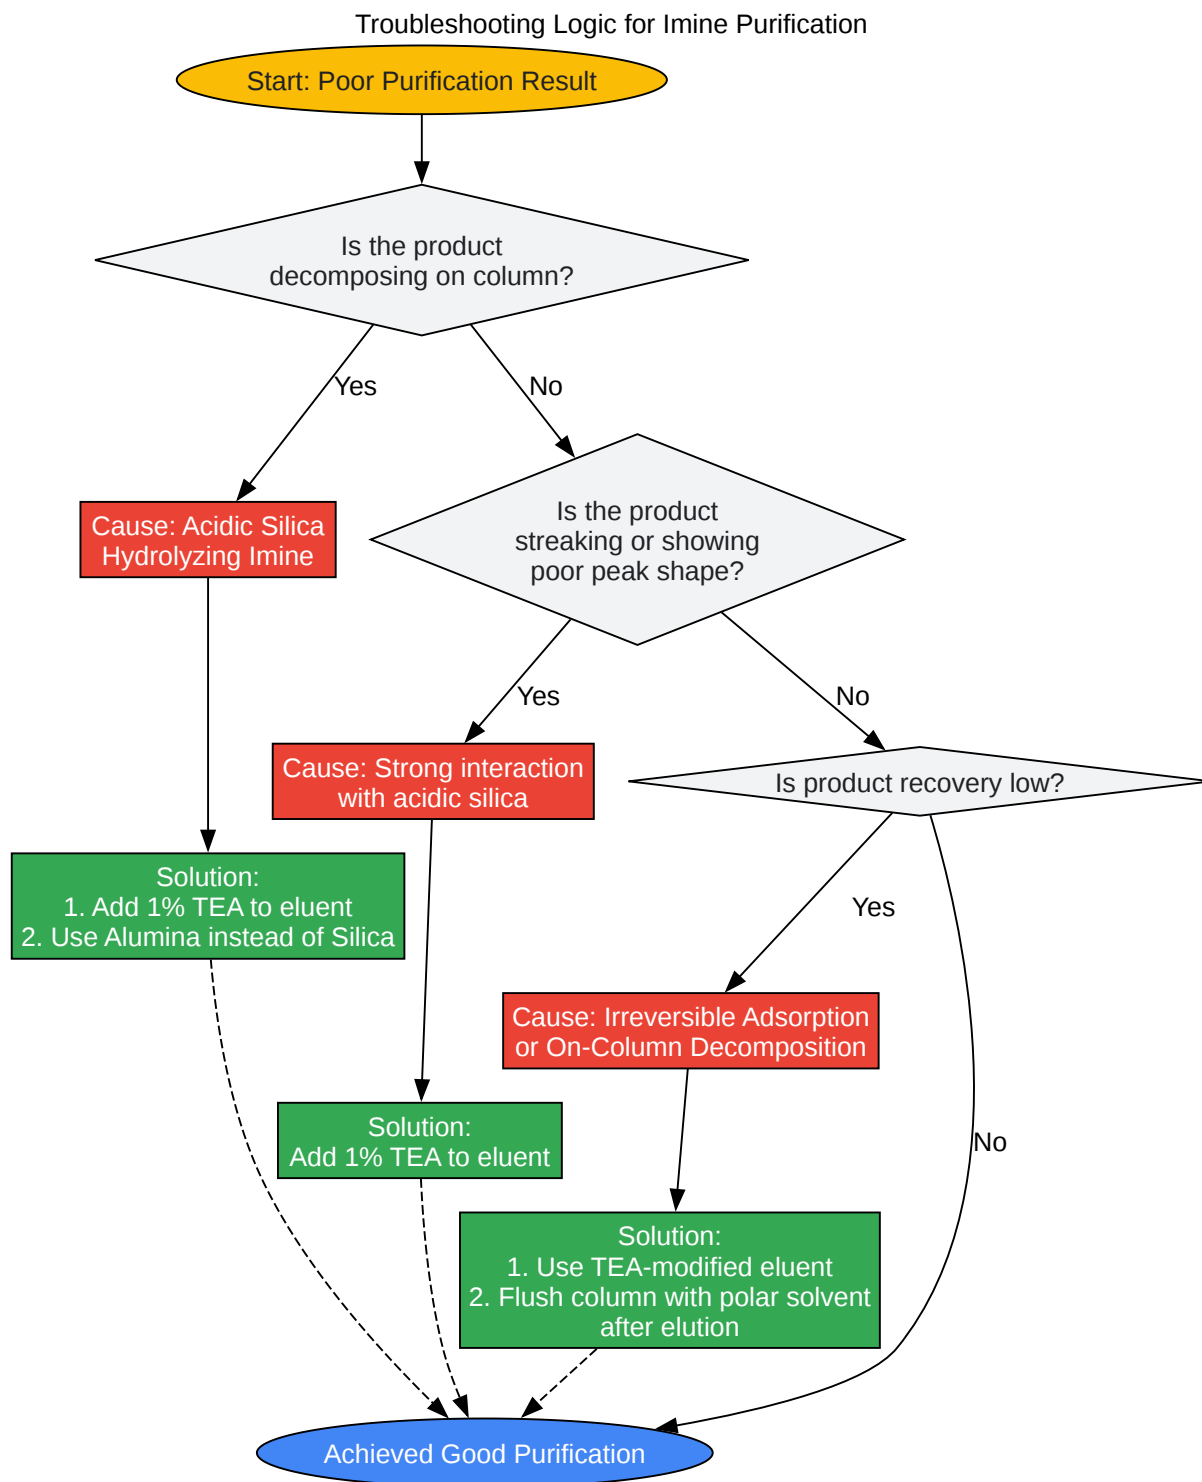 Troubleshooting Logic for Imine Purification
Start: Poor Purification Result
Is the product
decomposing on column?
Yes
No
Cause: Acidic Silica
Hydrolyzing Imine
Is the product
streaking or showing
poor peak shape?
Yes
No
Cause: Strong interaction
with acidic silica
Is product recovery low?
Solution:
1. Add 1% TEA to eluent
2. Use Alumina instead of Silica
Yes
Cause: Irreversible Adsorption
or On-Column Decomposition
Solution:
Add 1% TEA to eluent
No
Solution:
1. Use TEA-modified eluent
2. Flush column with polar solvent
after elution
Achieved Good Purification